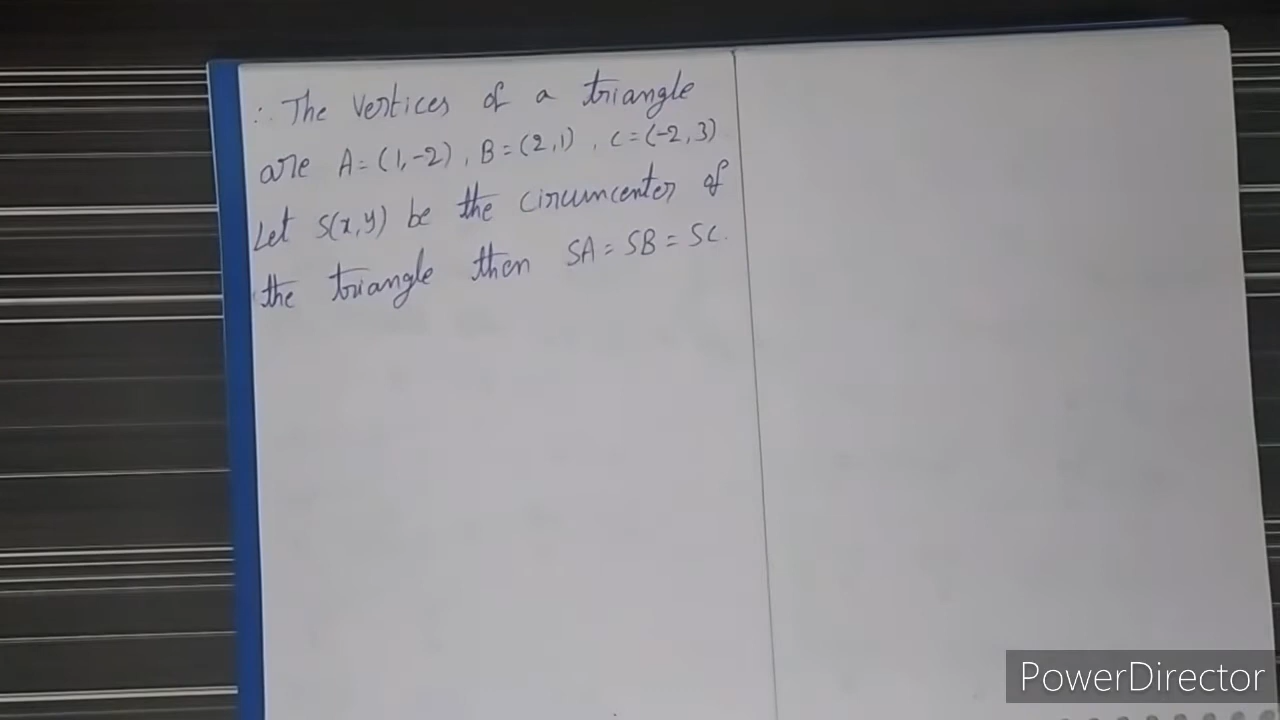 ∴ The vertices of a triangle
are A = (1,-2), B = (2,1), C = (-2,3)
Let S(x,y) be the circumcenter of
the triangle then SA = SB = SC.
PowerDirector